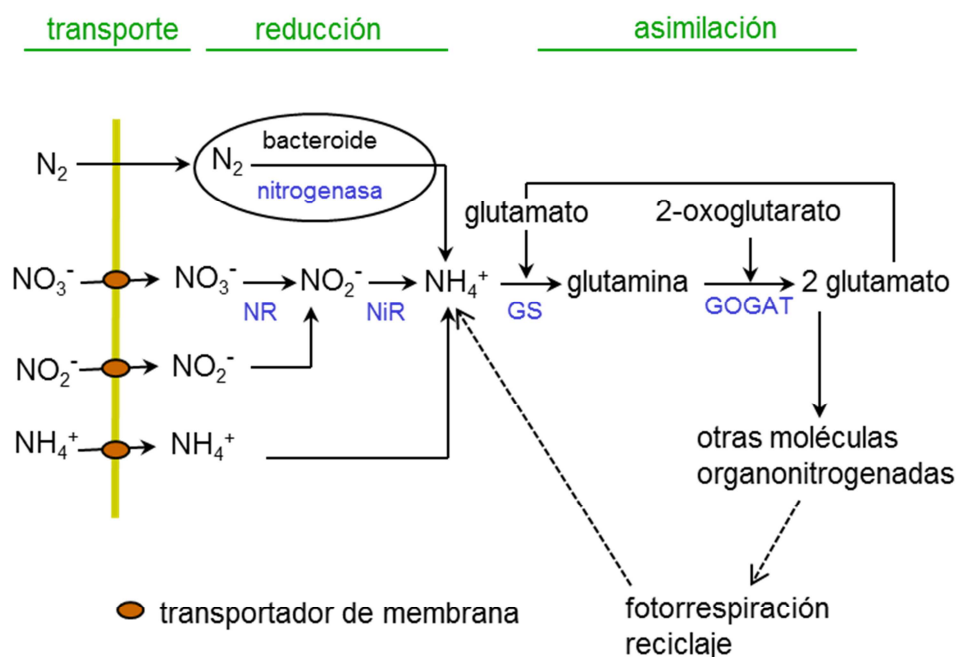 transporte
reducción
asimilación
bacteroide
N₂
N₂
nitrogenasa
glutamato
2-oxoglutarato
NO₃⁻
NO₃⁻
NO₂⁻
NH₄⁺
glutamina
2 glutamato
NR
NiR
GS
GOGAT
NO₂⁻
NO₂⁻
NH₄⁺
NH₄⁺
otras moléculas
organonitrogenadas
transportador de membrana
fotorrespiración
reciclaje